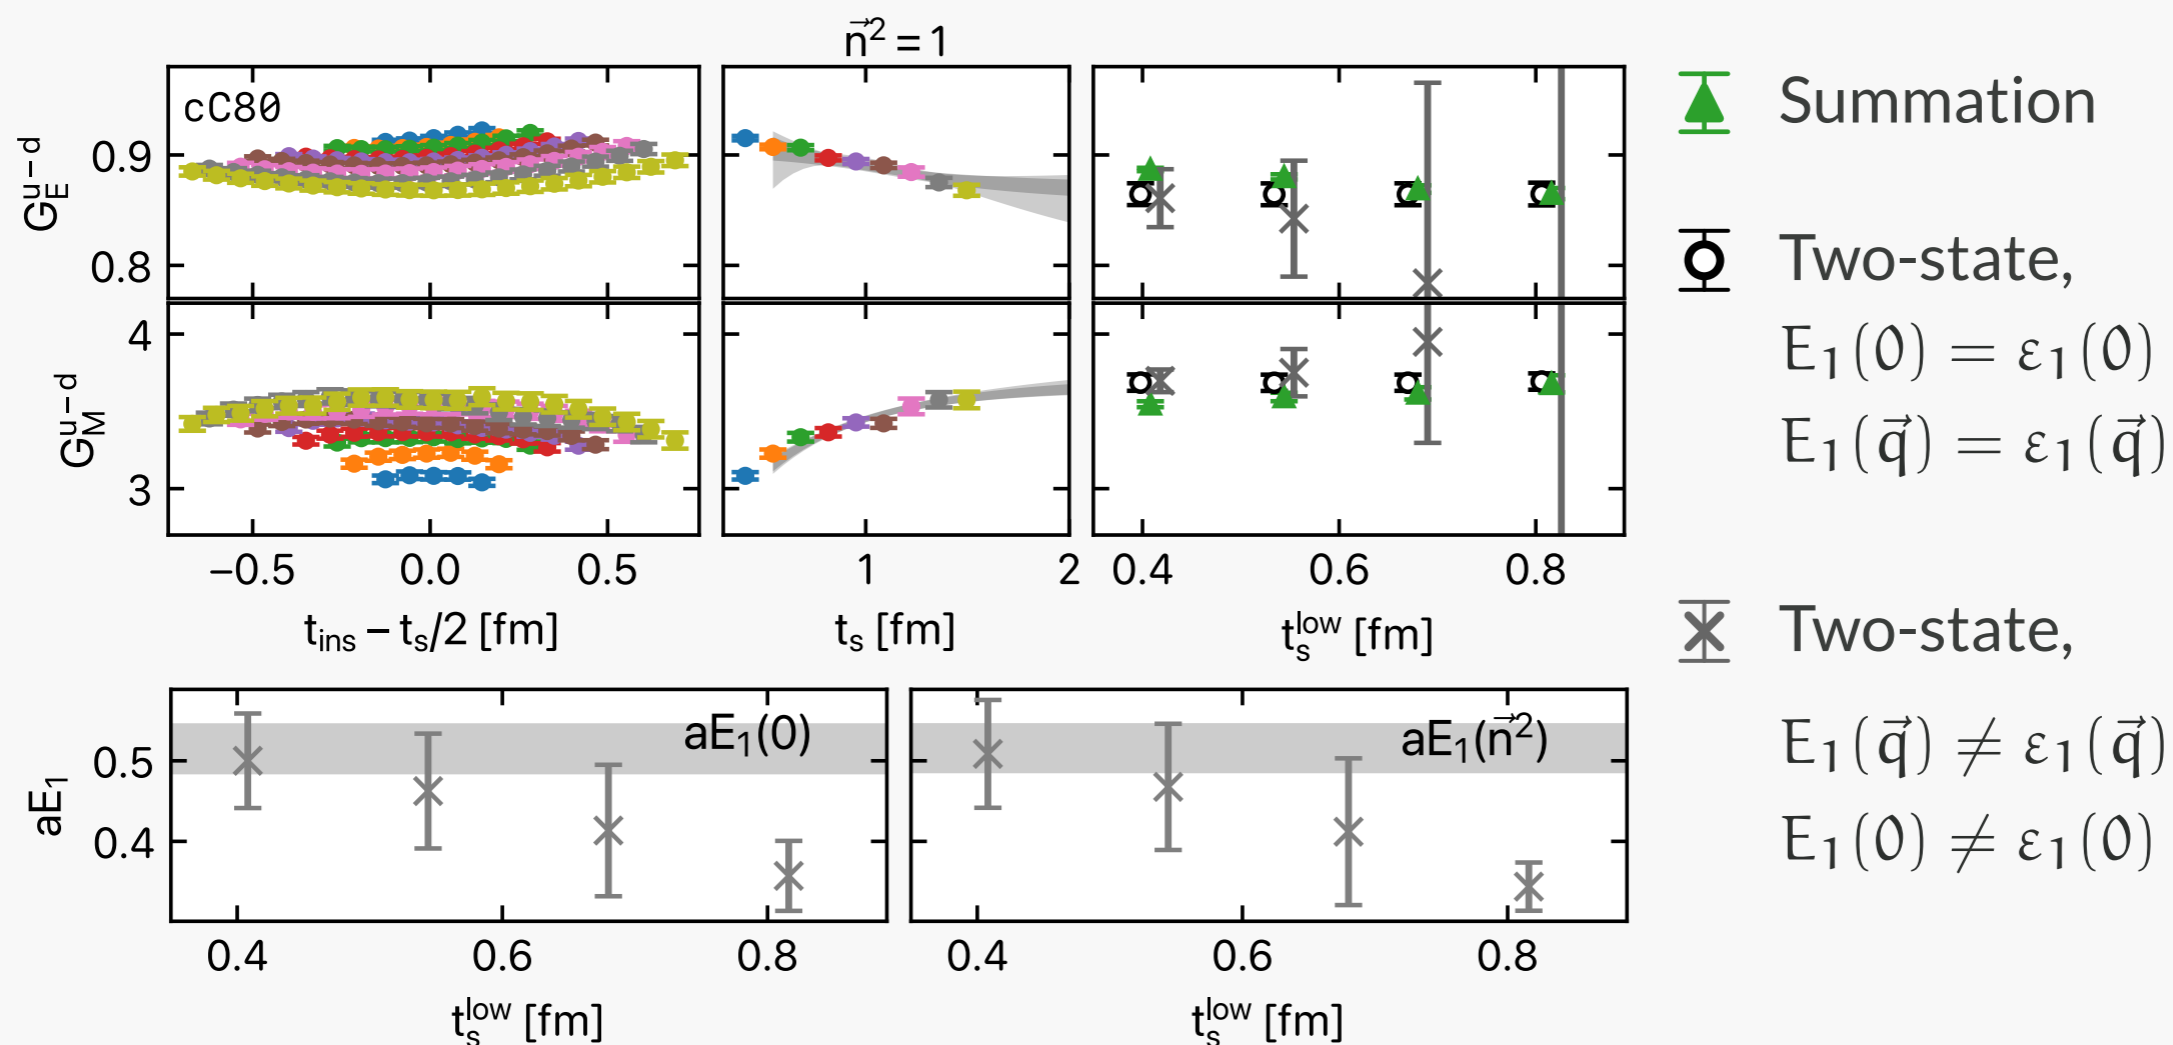 n⃗² = 1
cC80
G_E^{u−d}
0.9
0.8
G_M^{u−d}
4
3
−0.5 0.0 0.5
1 2
0.4 0.6 0.8
t_ins − t_s/2 [fm]
t_s [fm]
t_s^low [fm]
Summation
Two-state,
E₁(0) = ε₁(0)
E₁(q⃗) = ε₁(q⃗)
Two-state,
E₁(q⃗) ≠ ε₁(q⃗)
E₁(0) ≠ ε₁(0)
aE₁
0.5
0.4
aE₁(0)
aE₁(n⃗²)
0.4 0.6 0.8
0.4 0.6 0.8
t_s^low [fm]
t_s^low [fm]